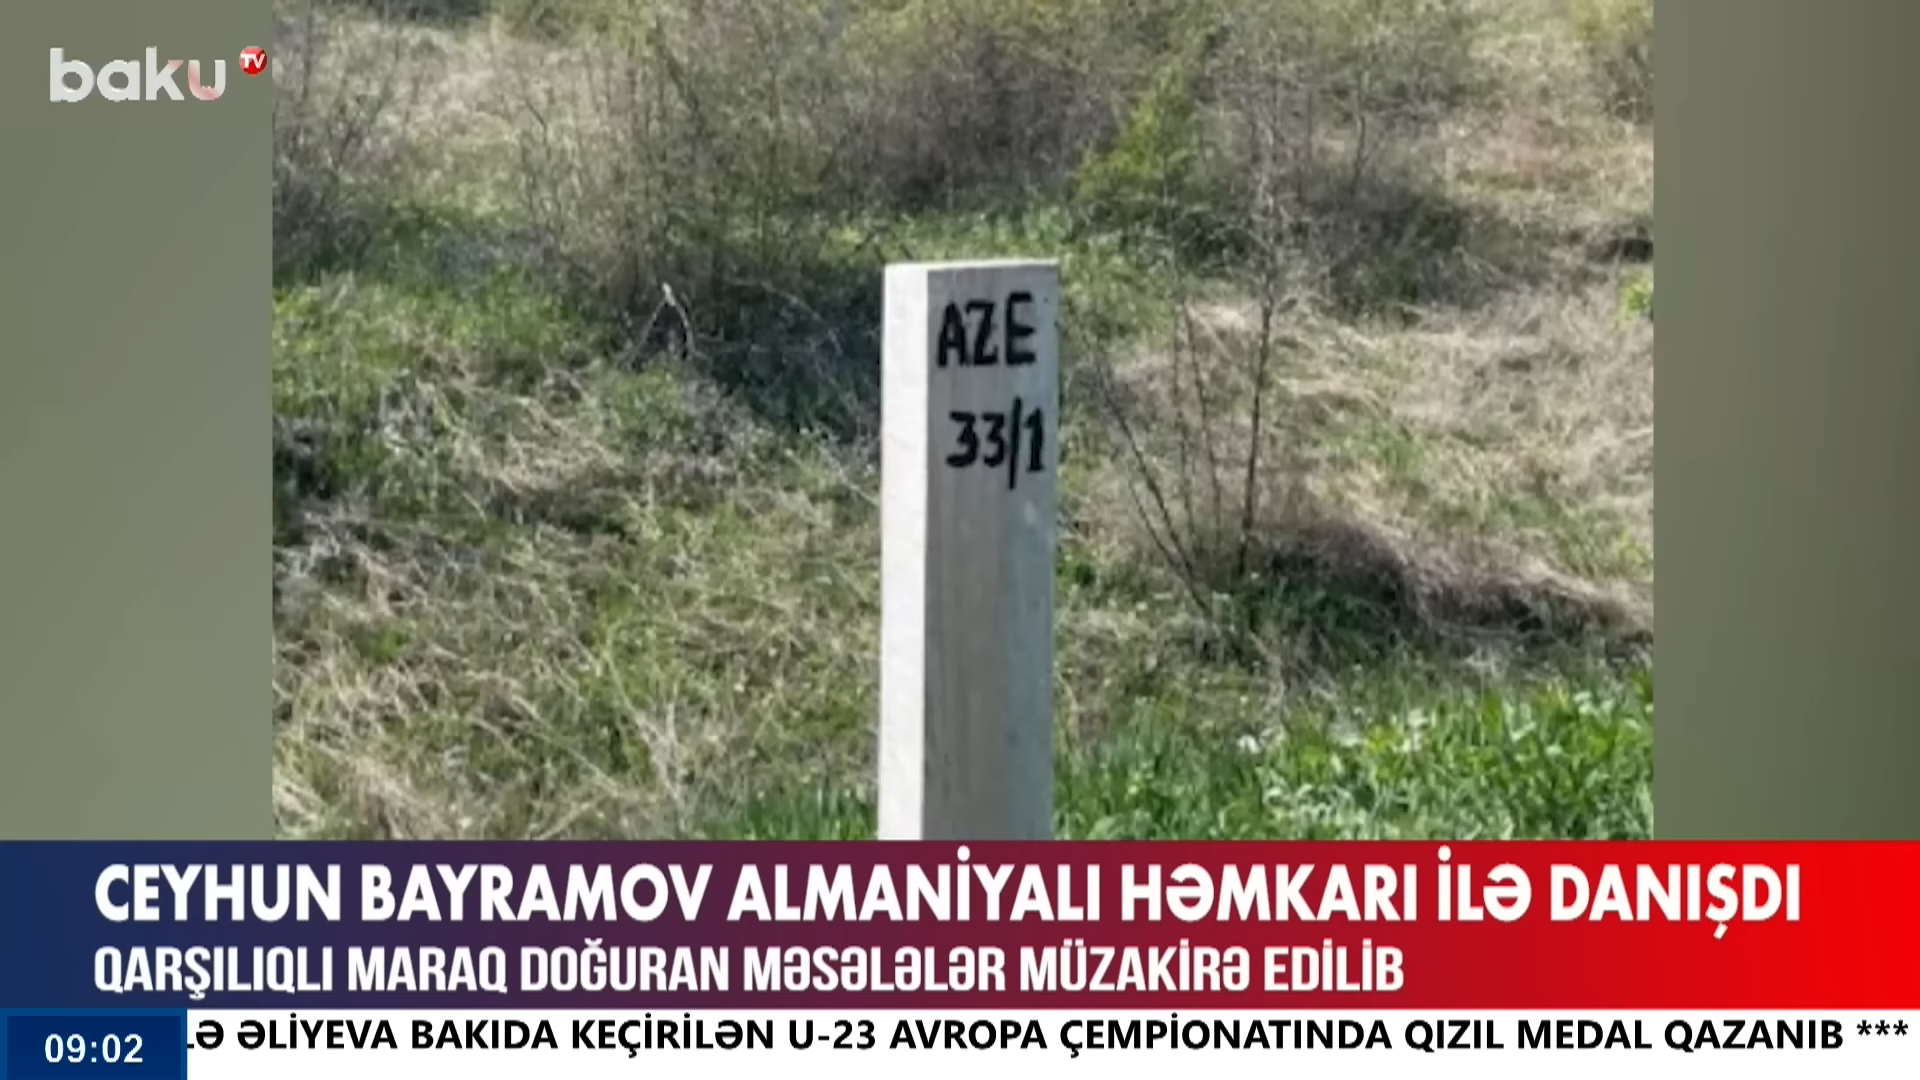 baku TV
AZE
33/1
CEYHUN BAYRAMOV ALMANİYALI HƏMKARI İLƏ DANIŞDI
QARŞILIQLI MARAQ DOĞURAN MƏSƏLƏLƏR MÜZAKİRƏ EDİLİB
09:02
ƏLİYEVA BAKIDA KEÇİRİLƏN U-23 AVROPA ÇEMPİONATINDA QIZIL MEDAL QAZANIB ***